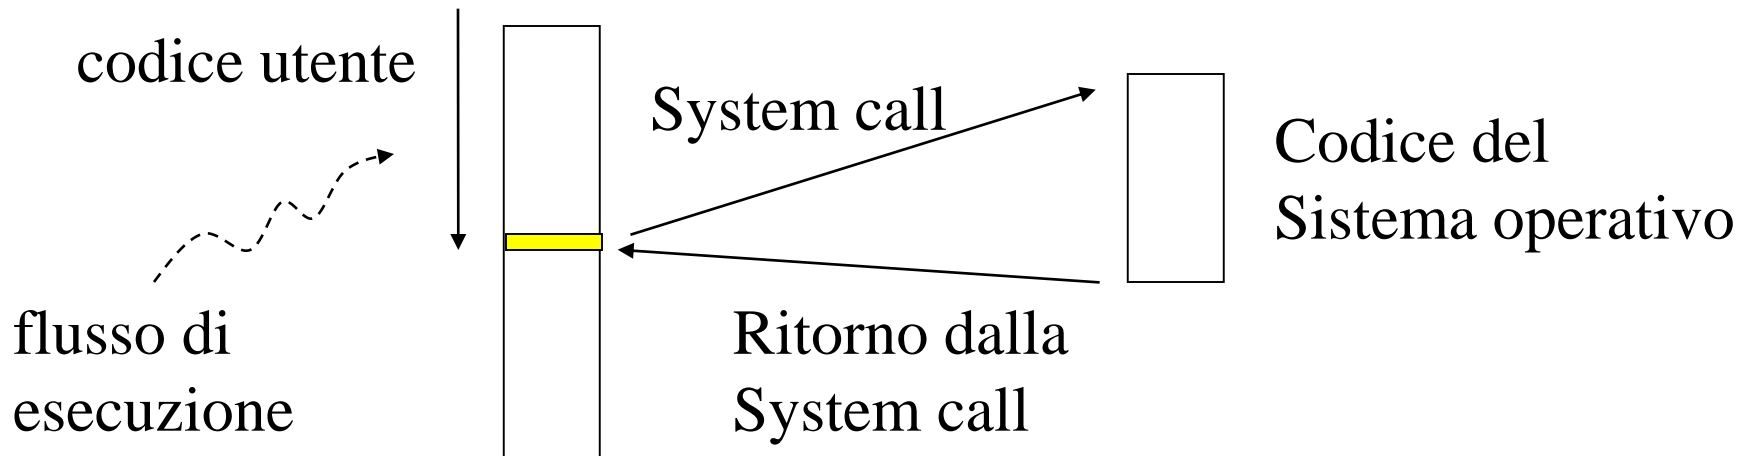 codice utente
System call
Codice del
Sistema operativo
flusso di
esecuzione
Ritorno dalla
System call